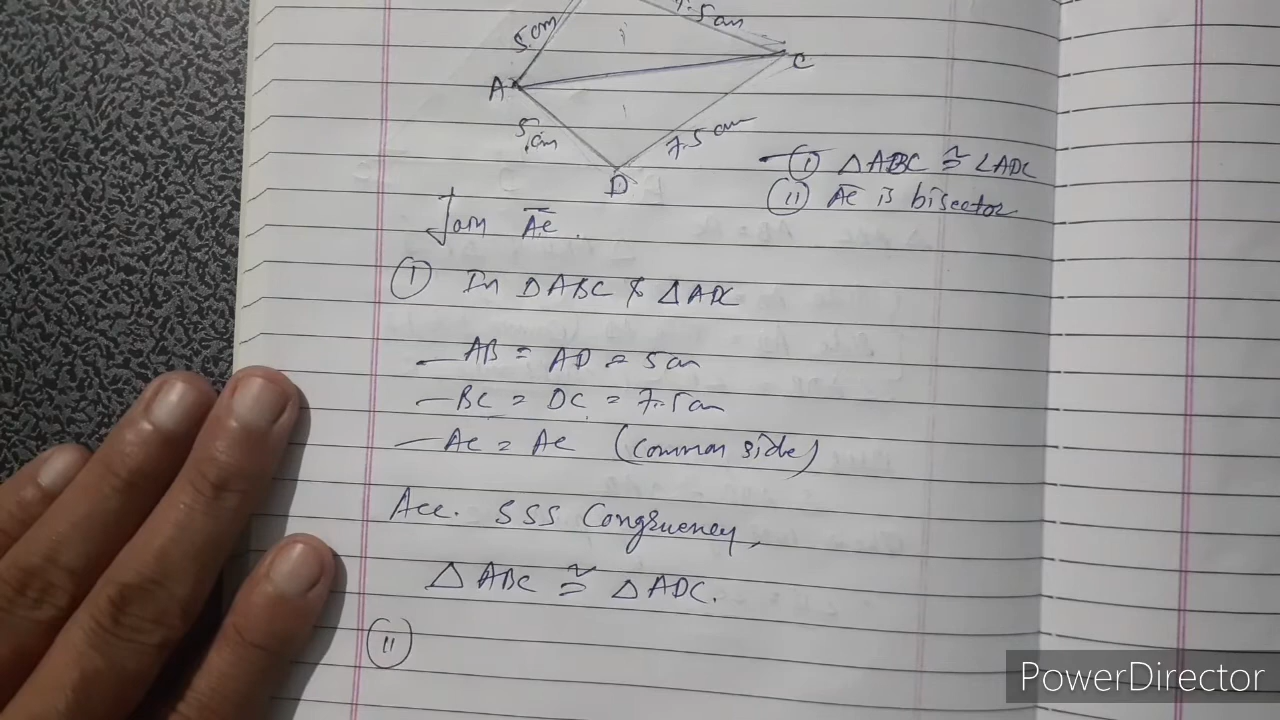 5cm
7.5cm
A
C
5cm
7.5cm
D
(I) △ABC ≅ ∠ADC
(II) AC is bisector
Join AC.
(I) In △ABC & △ADC
– AB = AD = 5cm
– BC = DC = 7.5cm
– AC = AC (common side)
Acc. SSS Congruency,
△ABC ≅ △ADC.
(II)
PowerDirector